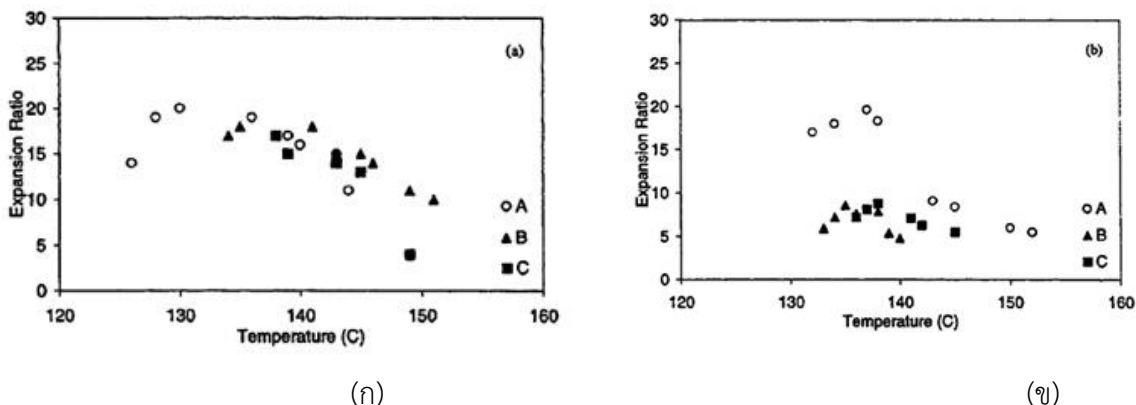 30
25
20
15
10
5
0
Expansion Ratio
(a)
A
B
C
120 130 140 150 160
Temperature (C)
(ก)
30
25
20
15
10
5
0
Expansion Ratio
(b)
A
B
C
120 130 140 150 160
Temperature (C)
(ข)